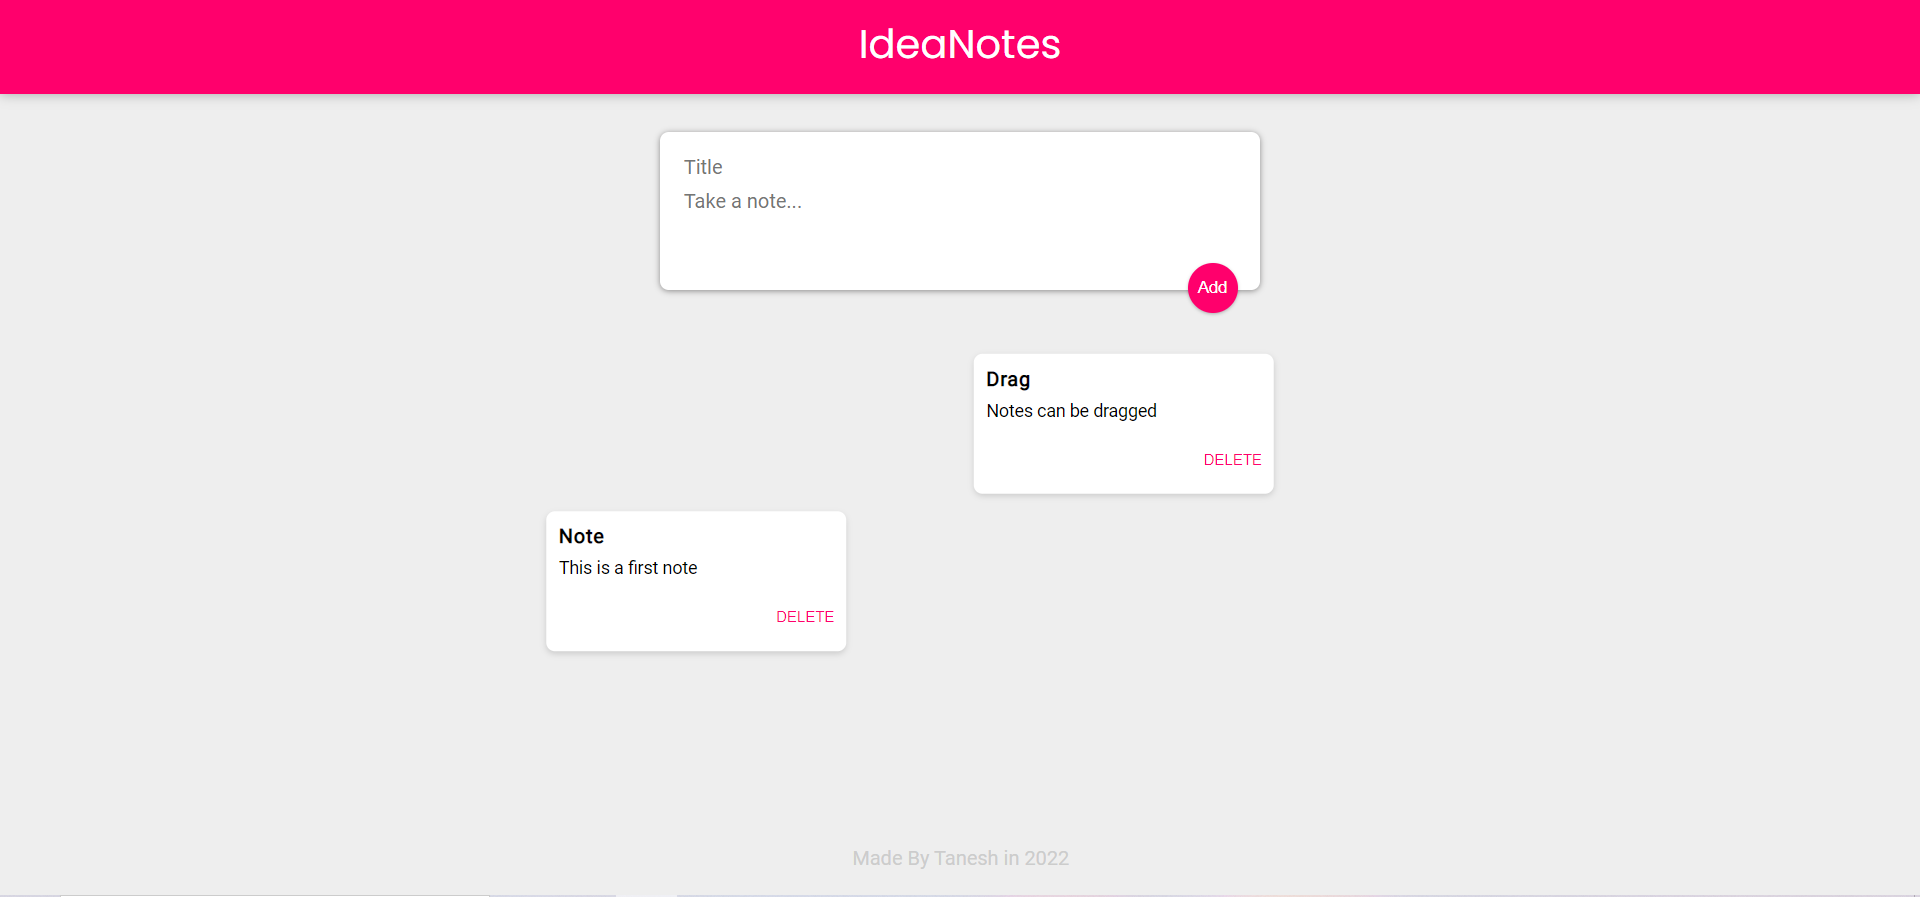 IdeaNotes
Title
Take a note...
Add
Drag
Notes can be dragged
DELETE
Note
This is a first note
DELETE
Made By Tanesh in 2022